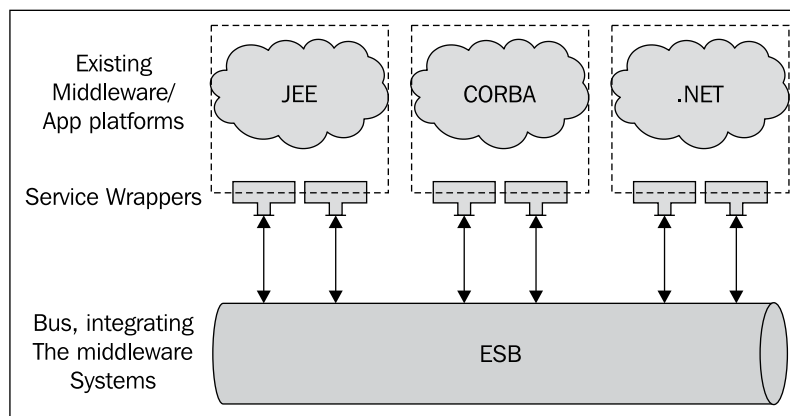 Existing
Middleware/
App platforms
JEE
CORBA
.NET
Service Wrappers
Bus, integrating
The middleware
Systems
ESB